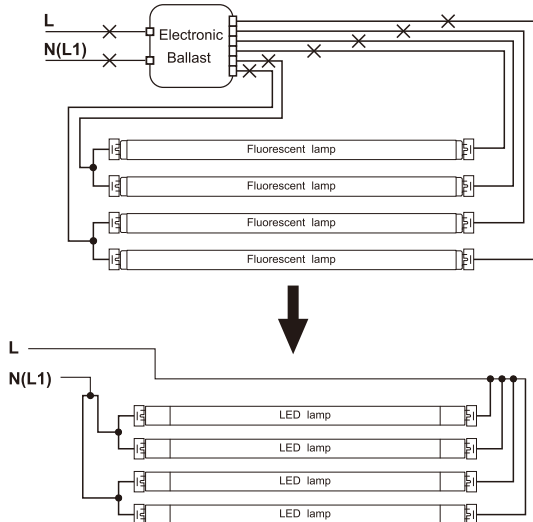 L
N(L1)
Electronic
Ballast
Fluorescent lamp
Fluorescent lamp
Fluorescent lamp
Fluorescent lamp
L
N(L1)
LED lamp
LED lamp
LED lamp
LED lamp